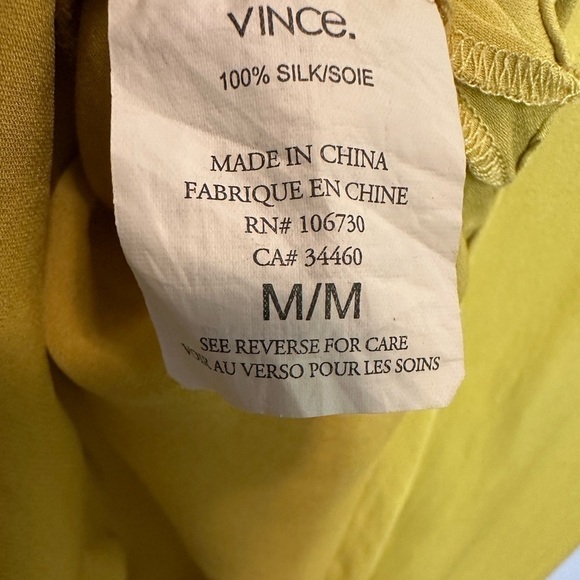 VINCe.
100% SILK/SOIE
MADE IN CHINA
FABRIQUE EN CHINE
RN# 106730
CA# 34460
M/M
SEE REVERSE FOR CARE
VOIR AU VERSO POUR LES SOINS